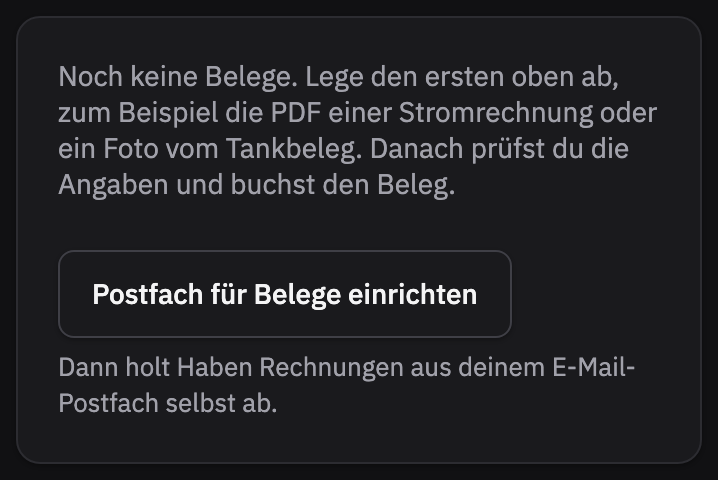 Noch keine Belege. Lege den ersten oben ab,
zum Beispiel die PDF einer Stromrechnung oder
ein Foto vom Tankbeleg. Danach prüfst du die
Angaben und buchst den Beleg.
Postfach für Belege einrichten
Dann holt Haben Rechnungen aus deinem E-Mail-
Postfach selbst ab.